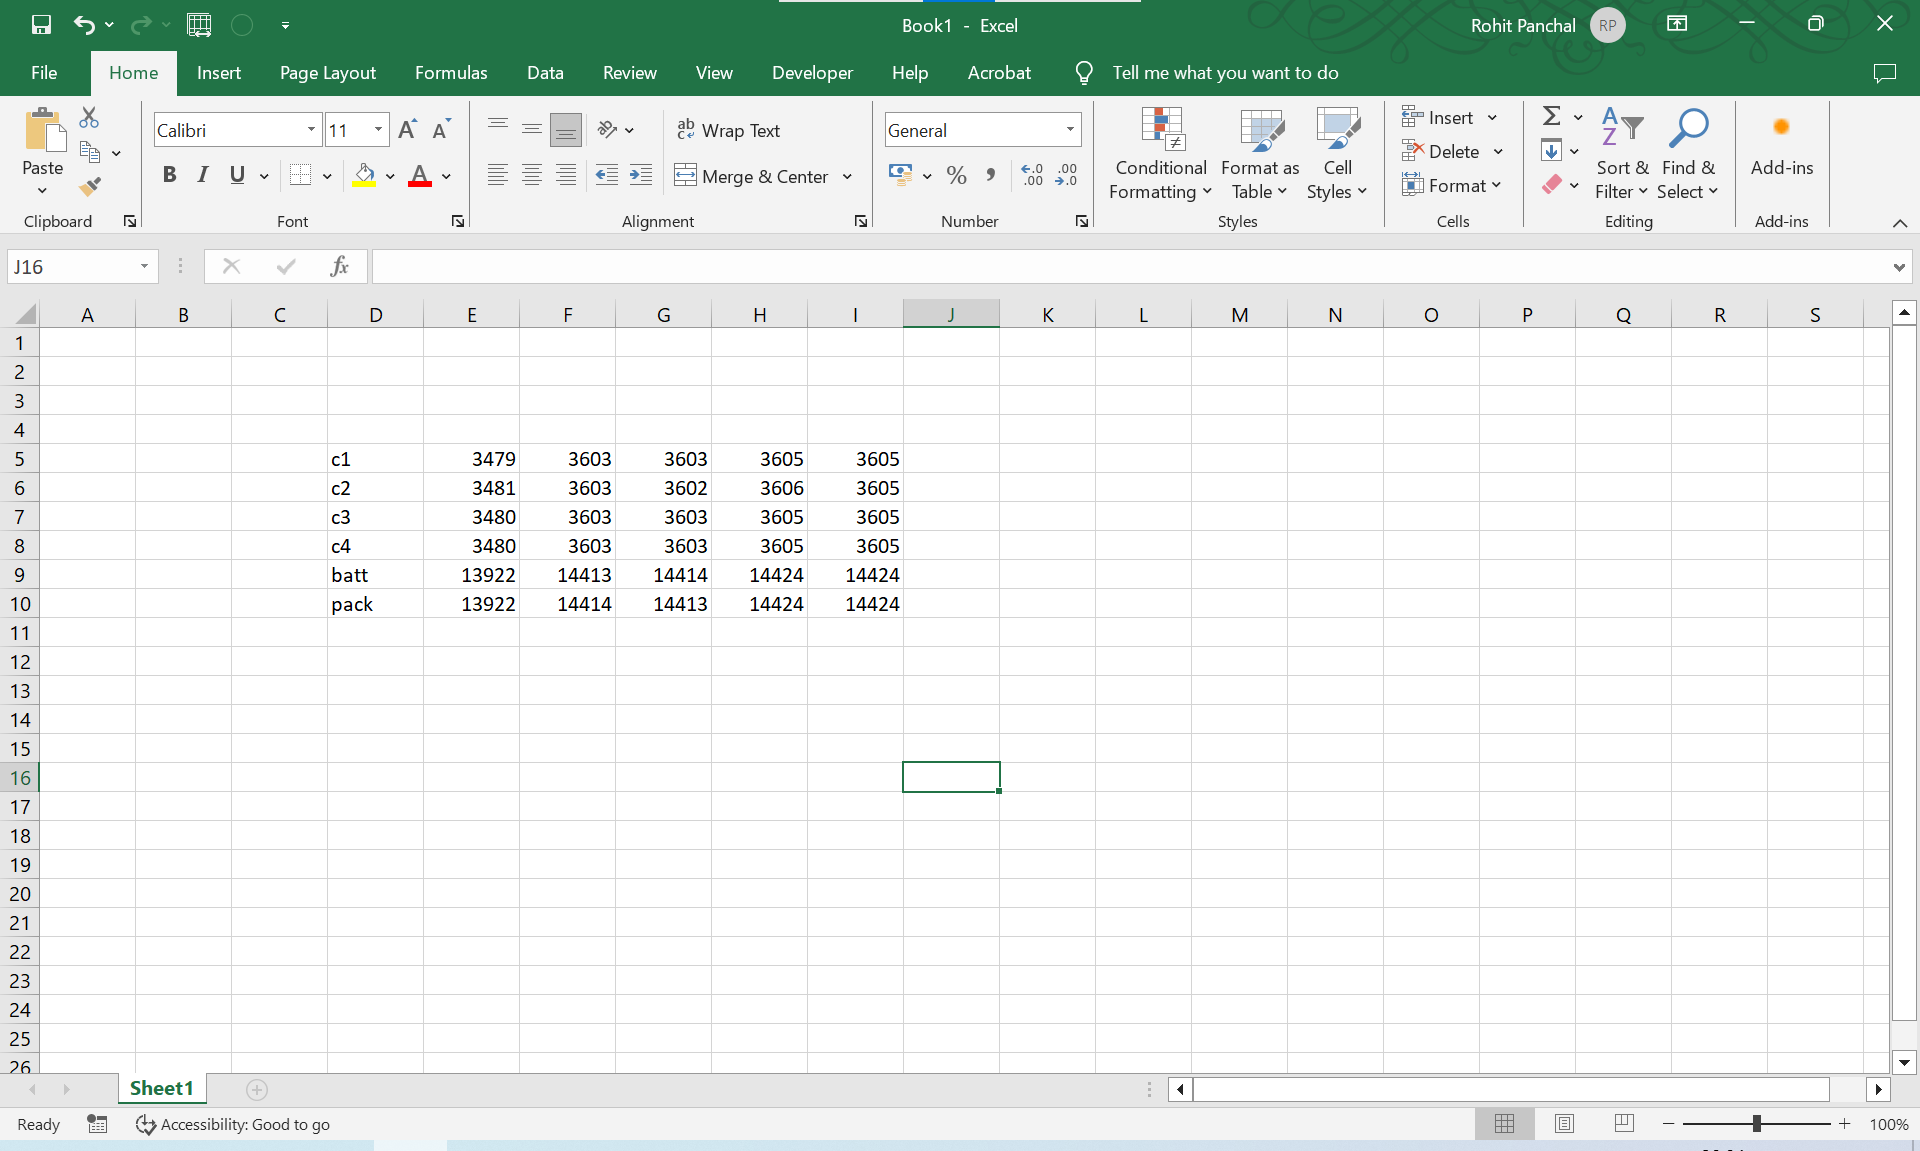 Book1 - Excel
Rohit Panchal RP
File Home Insert Page Layout Formulas Data Review View Developer Help Acrobat Tell me what you want to do
Paste
Clipboard
Calibri 11
B I U A
Font
ab Wrap Text
Merge & Center
Alignment
General
% , .0 .00 .00 .0
Number
Conditional Formatting
Format as Table
Cell Styles
Styles
Insert
Delete
Format
Cells
Sort & Filter
Find & Select
Editing
Add-ins
Add-ins
J16
fx
A B C D E F G H I J K L M N O P Q R S
1
2
3
4
5 c1 3479 3603 3603 3605 3605
6 c2 3481 3603 3602 3606 3605
7 c3 3480 3603 3603 3605 3605
8 c4 3480 3603 3603 3605 3605
9 batt 13922 14413 14414 14424 14424
10 pack 13922 14414 14413 14424 14424
11
12
13
14
15
16
17
18
19
20
21
22
23
24
25
26
Sheet1
Ready Accessibility: Good to go 100%